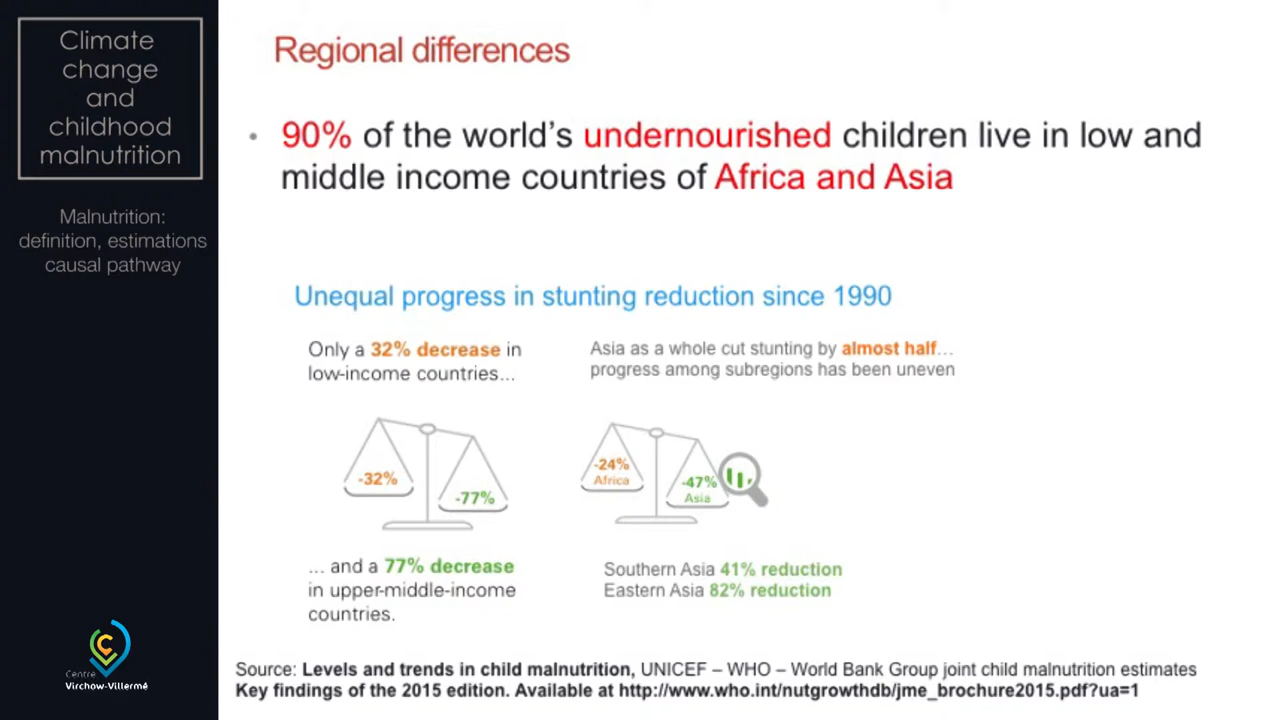 Climate
change
and
childhood
malnutrition
Malnutrition:
definition, estimations
causal pathway
Centre
Virchow-Villermé
Regional differences
• 90% of the world's undernourished children live in low and
middle income countries of Africa and Asia
Unequal progress in stunting reduction since 1990
Only a 32% decrease in
low-income countries...
-32%
-77%
... and a 77% decrease
in upper-middle-income
countries.
Asia as a whole cut stunting by almost half...
progress among subregions has been uneven
-24%
Africa
-47%
Asia
Southern Asia 41% reduction
Eastern Asia 82% reduction
Source: Levels and trends in child malnutrition, UNICEF – WHO – World Bank Group joint child malnutrition estimates
Key findings of the 2015 edition. Available at http://www.who.int/nutgrowthdb/jme_brochure2015.pdf?ua=1